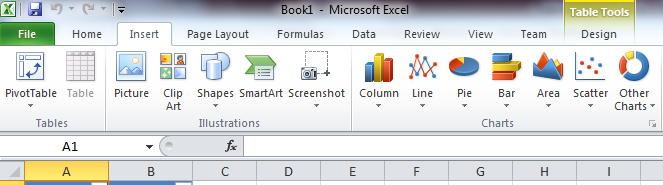 Book1 - Microsoft Excel
Table Tools
File Home Insert Page Layout Formulas Data Review View Team Design
PivotTable Table Picture Clip Art Shapes SmartArt Screenshot Column Line Pie Bar Area Scatter Other Charts
Tables Illustrations Charts
A1 fx
A B C D E F G H I